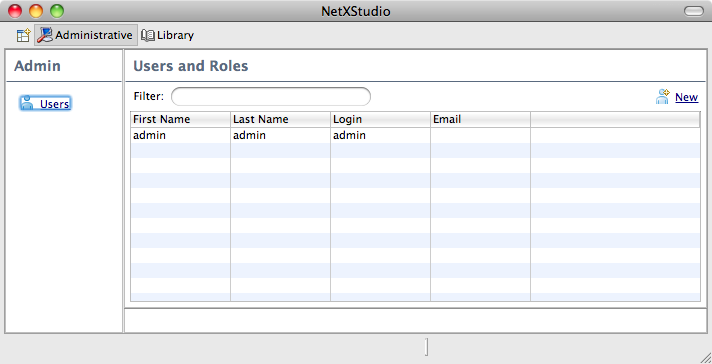 NetXStudio
Administrative Library
Admin
Users
Users and Roles
Filter:
New
First Name Last Name Login Email
admin admin admin